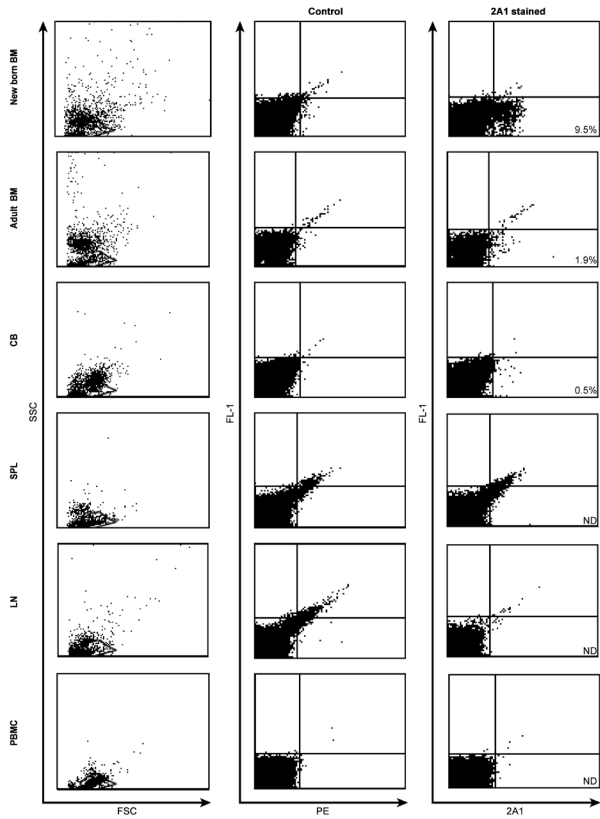 Control
2A1 stained
New born BM
9.5%
Adult BM
1.9%
CB
0.5%
SSC
FL-1
FL-1
SPL
ND
LN
ND
PBMC
ND
FSC
PE
2A1